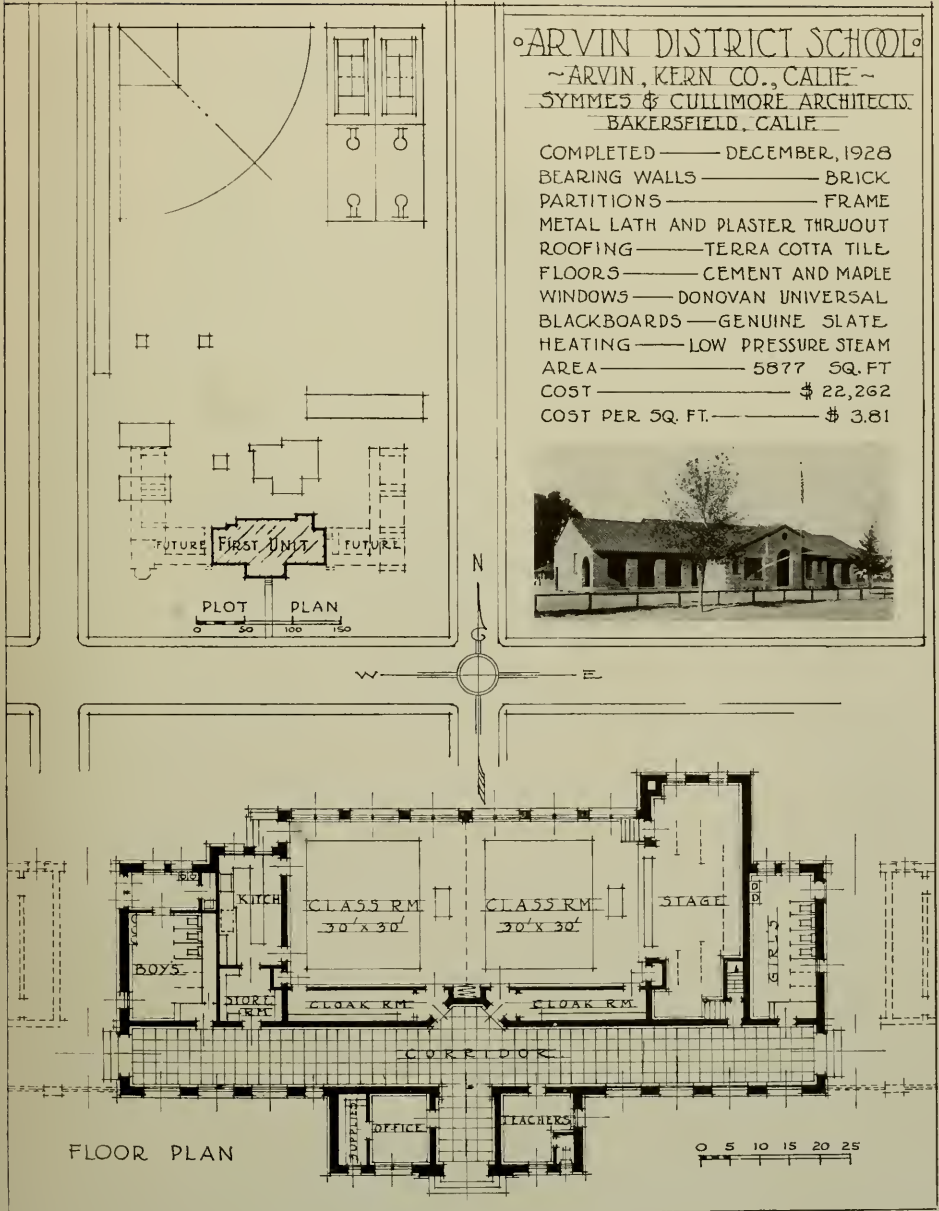 ARVIN DISTRICT SCHOOL
~ARVIN, KERN CO., CALIF.~
SYMMES & CULLIMORE ARCHITECTS.
BAKERSFIELD, CALIF.
COMPLETED — DECEMBER, 1928
BEARING WALLS — BRICK
PARTITIONS — FRAME
METAL LATH AND PLASTER THRUOUT
ROOFING — TERRA COTTA TILE
FLOORS — CEMENT AND MAPLE
WINDOWS — DONOVAN UNIVERSAL
BLACKBOARDS — GENUINE SLATE
HEATING — LOW PRESSURE STEAM
AREA — 5877 SQ. FT
COST — $ 22,262
COST PER SQ. FT. — $ 3.81
FUTURE FIRST UNIT FUTURE
PLOT PLAN
0 50 100 150
N
W E
KITCH
CLASS RM
30' X 30'
CLASS RM
30' X 30'
STAGE
GIRLS
BOYS
STORE
RM
CLOAK RM
CLOAK RM
CORRIDOR
SUPPLIES
OFFICE
TEACHERS
FLOOR PLAN
0 5 10 15 20 25